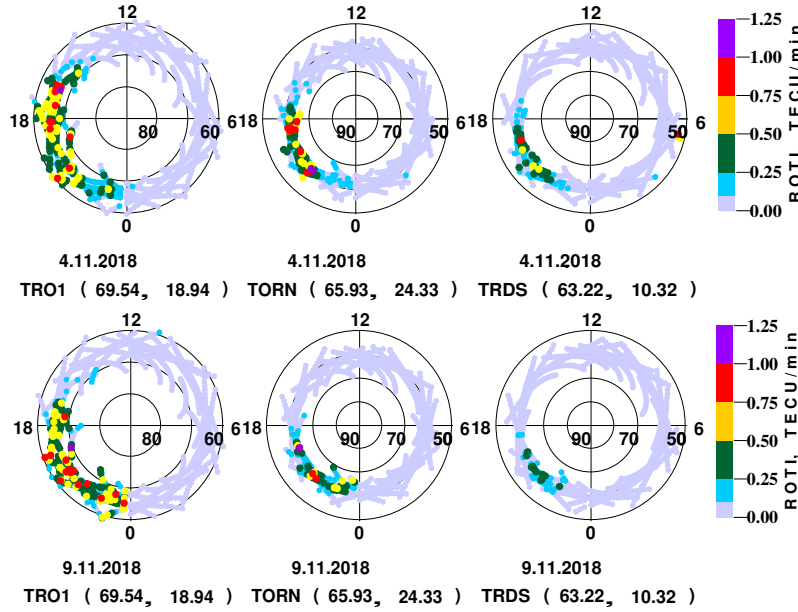 12 12 12
1.25
1.00
0.75
0.50
0.25
0.00
ROTI, TECU/min
18 80 60 6 18 90 70 50 6 18 90 70 50 6
0 0 0
4.11.2018 4.11.2018 4.11.2018
TRO1 ( 69.54, 18.94 ) TORN ( 65.93, 24.33 ) TRDS ( 63.22, 10.32 )
12 12 12
1.25
1.00
0.75
0.50
0.25
0.00
ROTI, TECU/min
18 80 60 6 18 90 70 50 6 18 90 70 50 6
0 0 0
9.11.2018 9.11.2018 9.11.2018
TRO1 ( 69.54, 18.94 ) TORN ( 65.93, 24.33 ) TRDS ( 63.22, 10.32 )